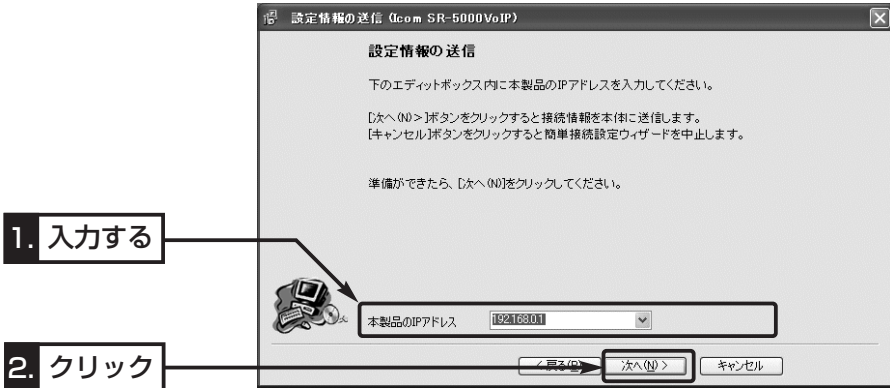 設定情報の送信 (Icom SR-5000VoIP)
設定情報の送信
下のエディットボックス内に本製品のIPアドレスを入力してください。
[次へ(N)>]ボタンをクリックすると接続情報を本体に送信します。
[キャンセル]ボタンをクリックすると簡単接続設定ウィザードを中止します。
準備ができたら、[次へ(N)]をクリックしてください。
1. 入力する
本製品のIPアドレス 192.168.0.1
2. クリック
< 戻る(P) 次へ(N) > キャンセル